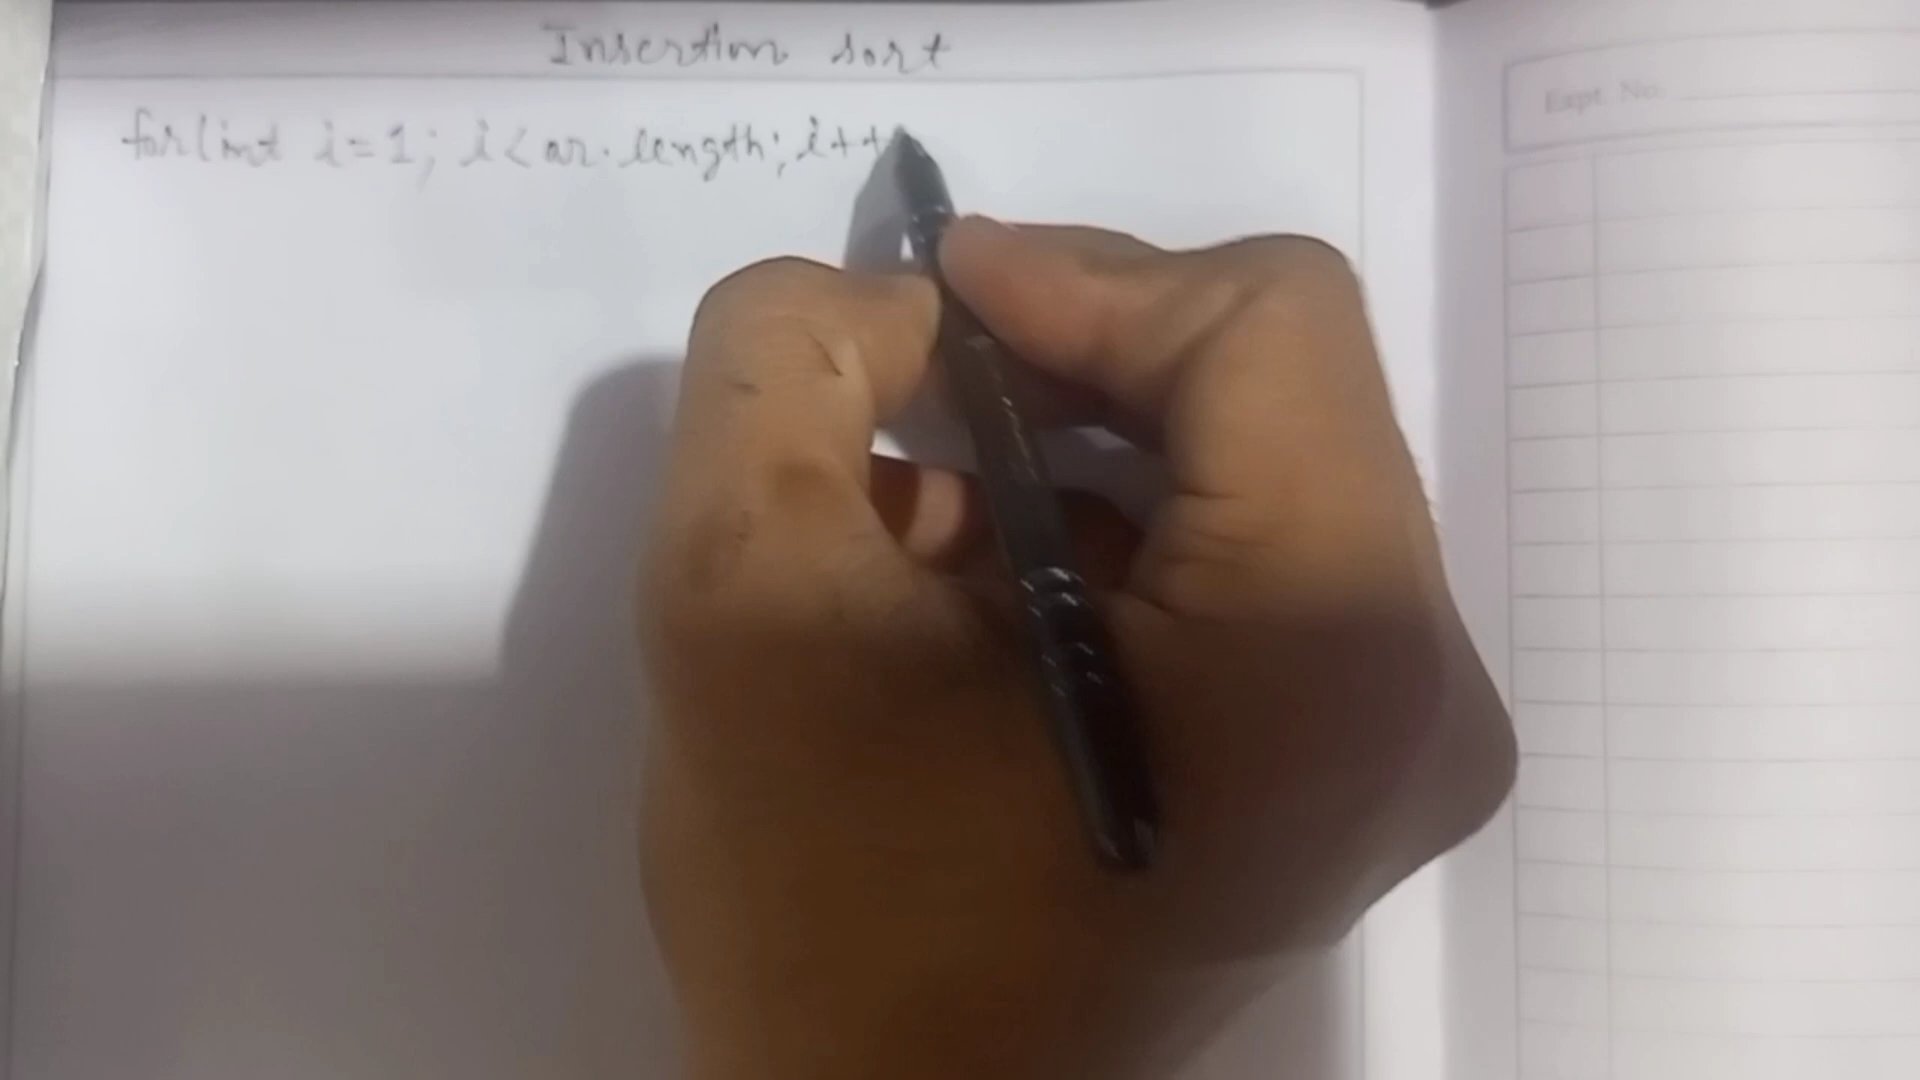 Insertion sort
for(int i=1; i<ar.length; i++
Expt. No.